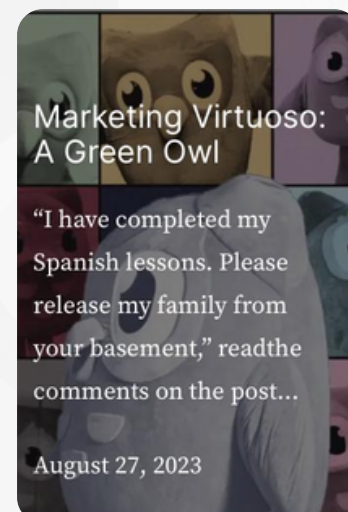 Marketing Virtuoso:
A Green Owl
“I have completed my
Spanish lessons. Please
release my family from
your basement,” readthe
comments on the post...
August 27, 2023